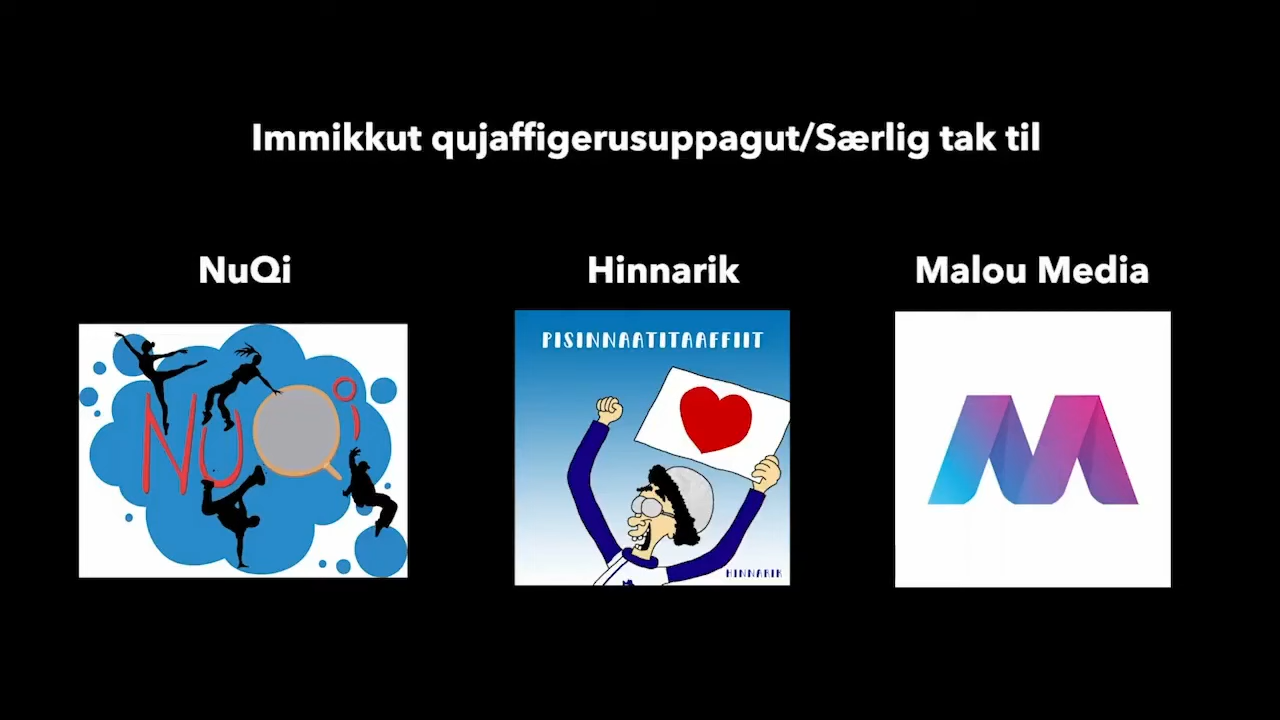 Immikkut qujaffigerusuppagut/Særlig tak til
NuQi
Hinnarik
Malou Media
NuQi
PISINNAATITAAFFIIT
HINNARIK